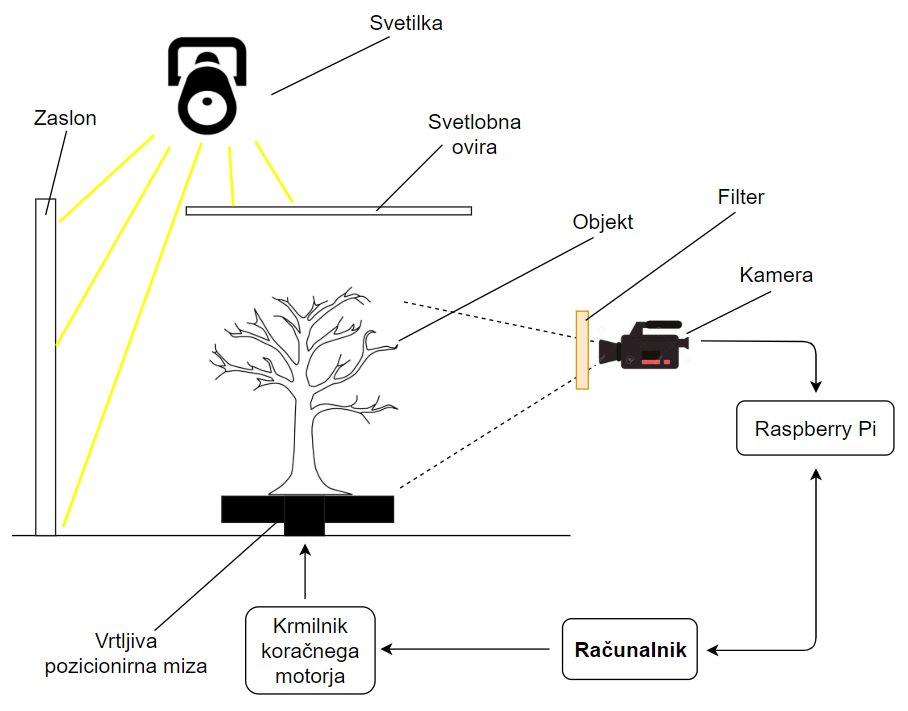 Svetilka
Zaslon
Svetlobna
ovira
Filter
Objekt
Kamera
Raspberry Pi
Krmilnik
koračnega
motorja
Računalnik
Vrtljiva
pozicionirna miza